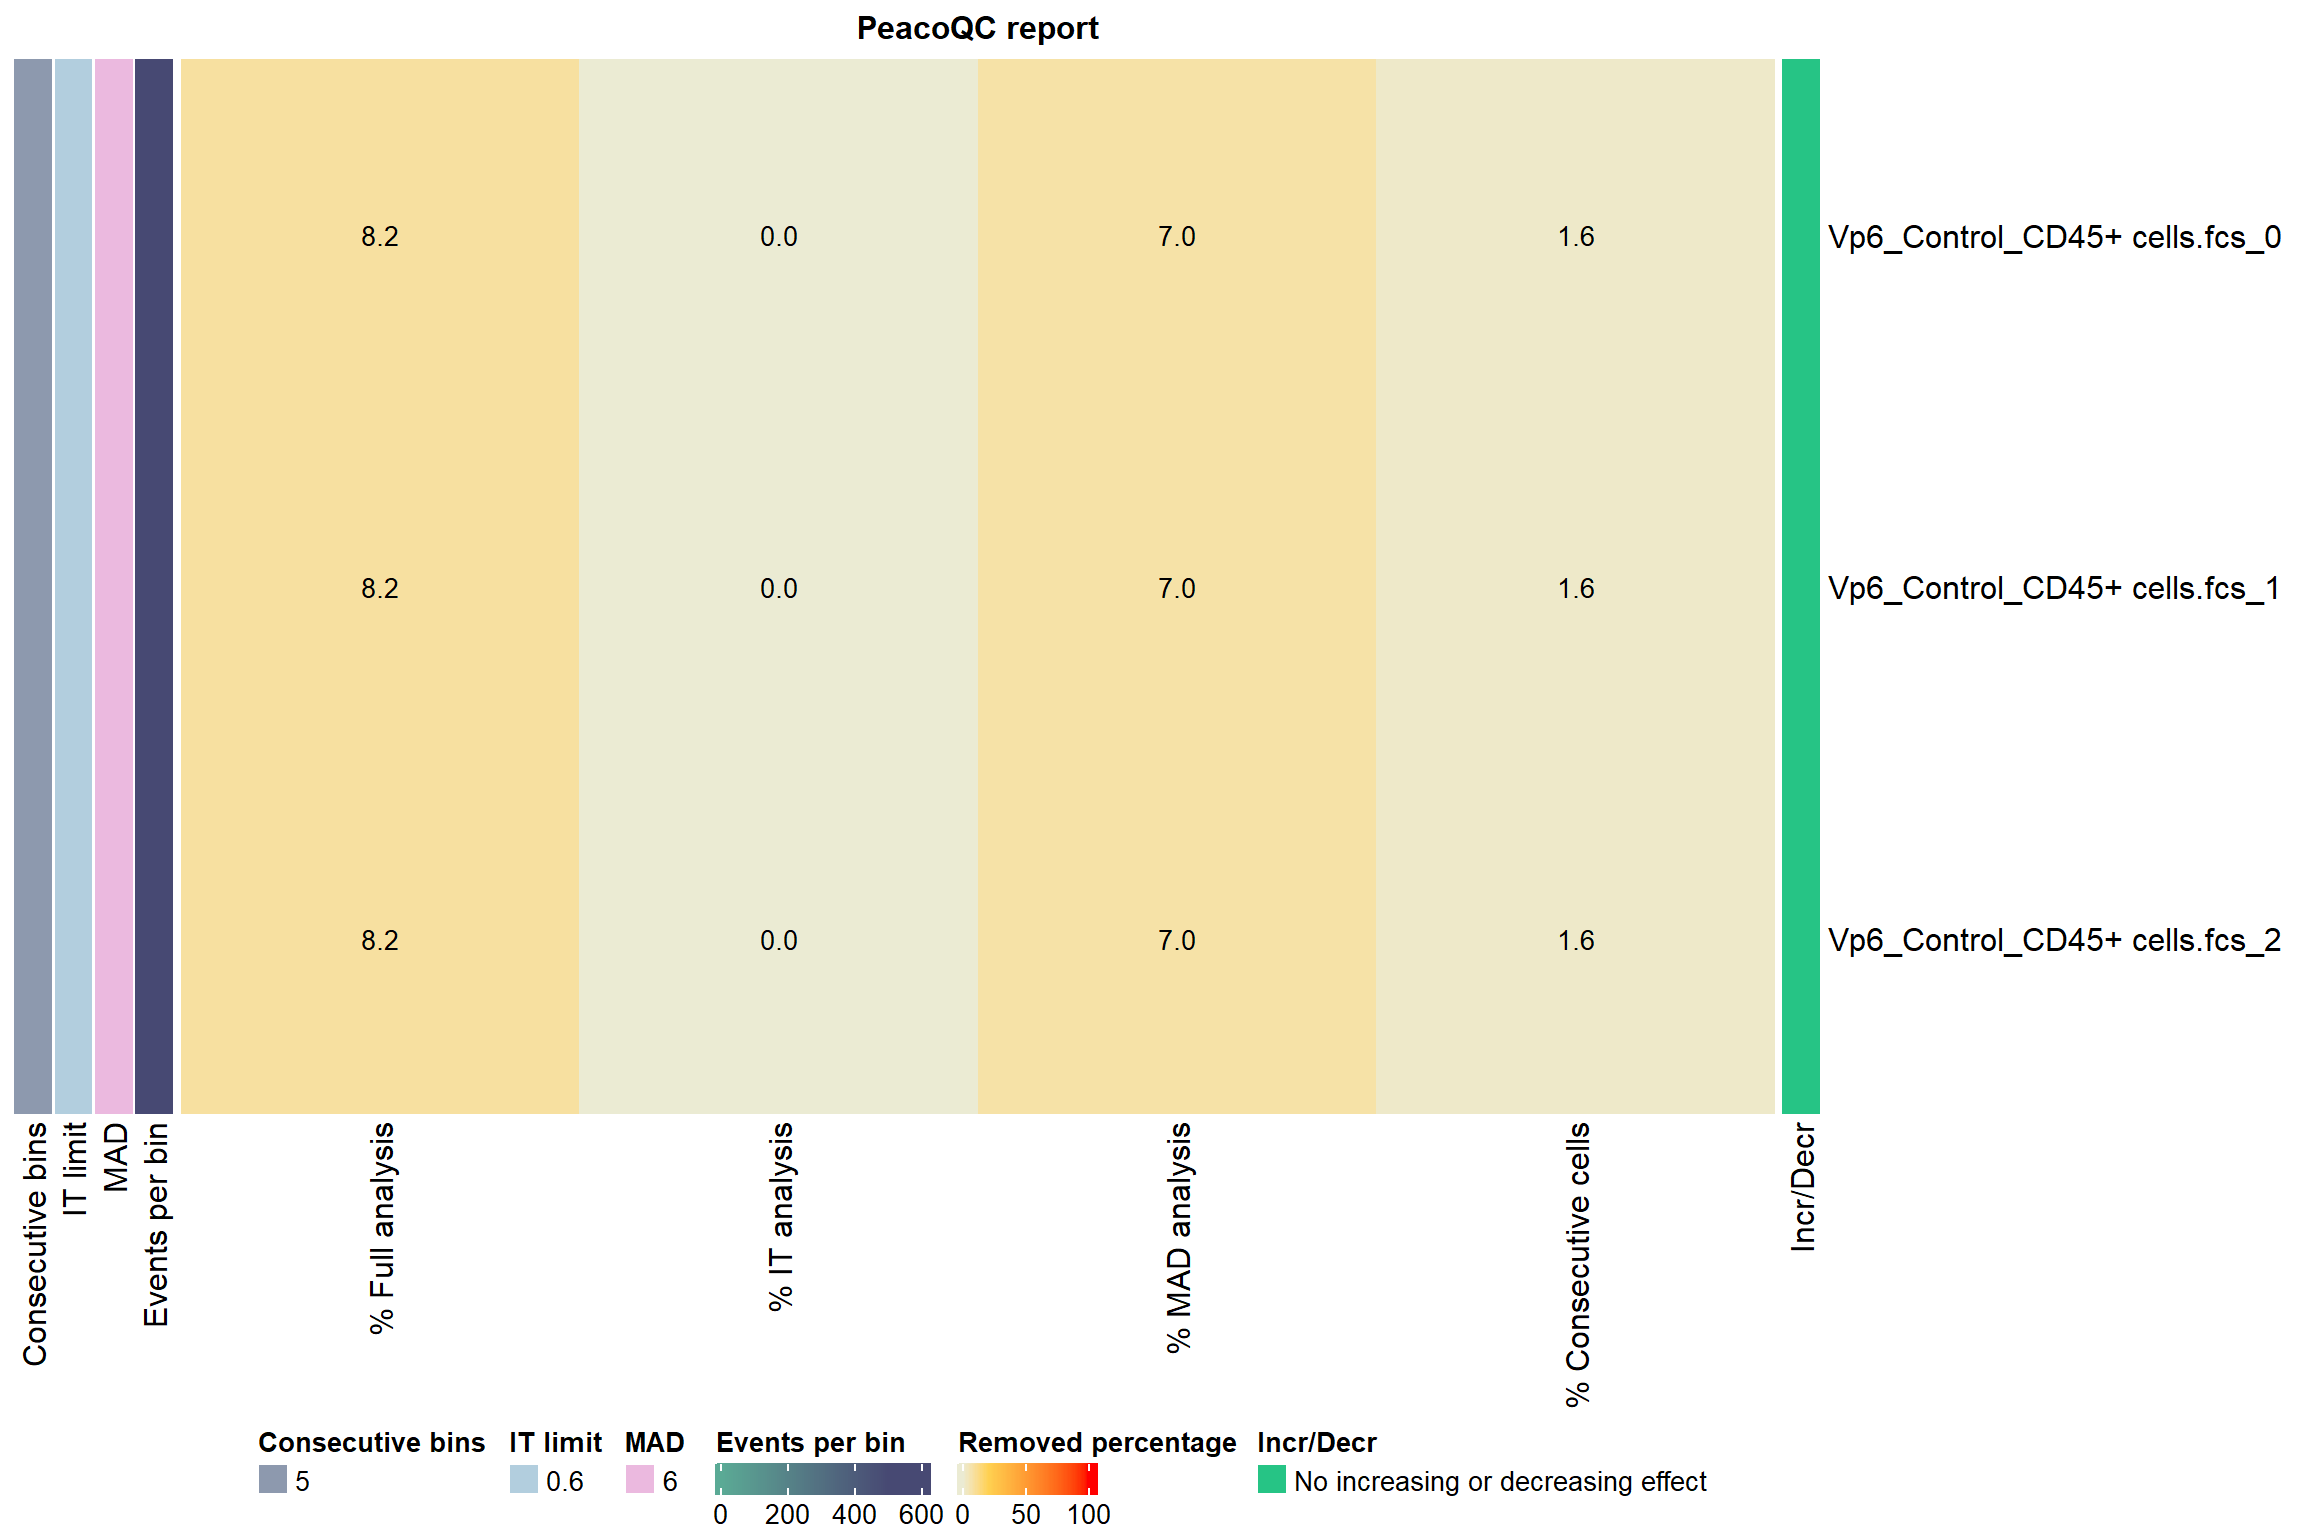 PeacoQC report
8.2 0.0 7.0 1.6 Vp6_Control_CD45+ cells.fcs_0
8.2 0.0 7.0 1.6 Vp6_Control_CD45+ cells.fcs_1
8.2 0.0 7.0 1.6 Vp6_Control_CD45+ cells.fcs_2
Consecutive bins
IT limit
MAD
Events per bin
% Full analysis
% IT analysis
% MAD analysis
% Consecutive cells
Incr/Decr
Consecutive bins IT limit MAD Events per bin Removed percentage Incr/Decr
5 0.6 6 No increasing or decreasing effect
0 200 400 600 0 50 100